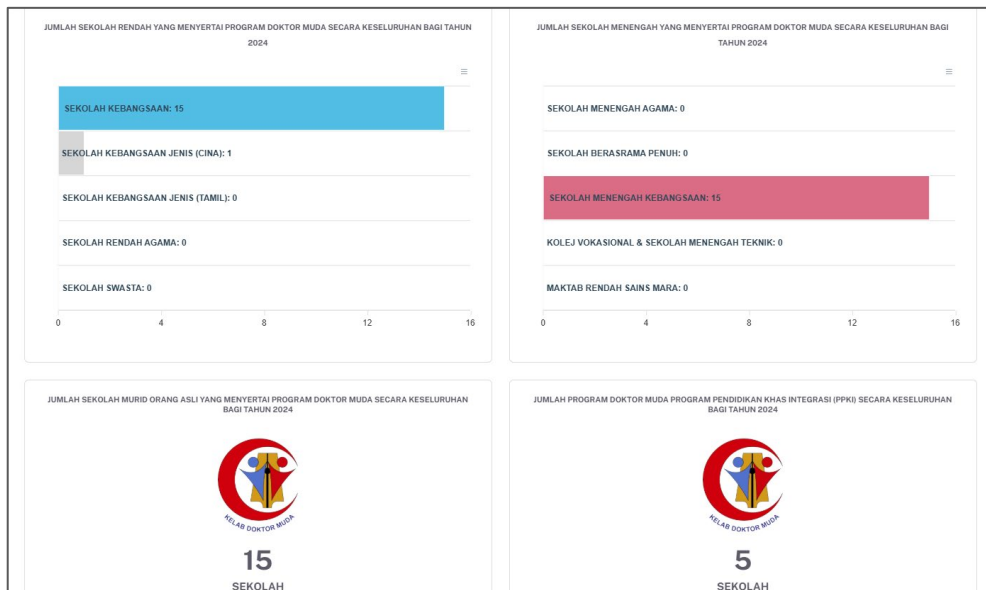 JUMLAH SEKOLAH RENDAH YANG MENYERTAI PROGRAM DOKTOR MUDA SECARA KESELURUHAN BAGI TAHUN
2024
SEKOLAH KEBANGSAAN: 15
SEKOLAH KEBANGSAAN JENIS (CINA): 1
SEKOLAH KEBANGSAAN JENIS (TAMIL): 0
SEKOLAH RENDAH AGAMA: 0
SEKOLAH SWASTA: 0
0 4 8 12 16
JUMLAH SEKOLAH MENENGAH YANG MENYERTAI PROGRAM DOKTOR MUDA SECARA KESELURUHAN BAGI
TAHUN 2024
SEKOLAH MENENGAH AGAMA: 0
SEKOLAH BERASRAMA PENUH: 0
SEKOLAH MENENGAH KEBANGSAAN: 15
KOLEJ VOKASIONAL & SEKOLAH MENENGAH TEKNIK: 0
MAKTAB RENDAH SAINS MARA: 0
0 4 8 12 16
JUMLAH SEKOLAH MURID ORANG ASLI YANG MENYERTAI PROGRAM DOKTOR MUDA SECARA KESELURUHAN
BAGI TAHUN 2024
KELAB DOKTOR MUDA
15
SEKOLAH
JUMLAH PROGRAM DOKTOR MUDA PROGRAM PENDIDIKAN KHAS INTEGRASI (PPKI) SECARA KESELURUHAN
BAGI TAHUN 2024
KELAB DOKTOR MUDA
5
SEKOLAH